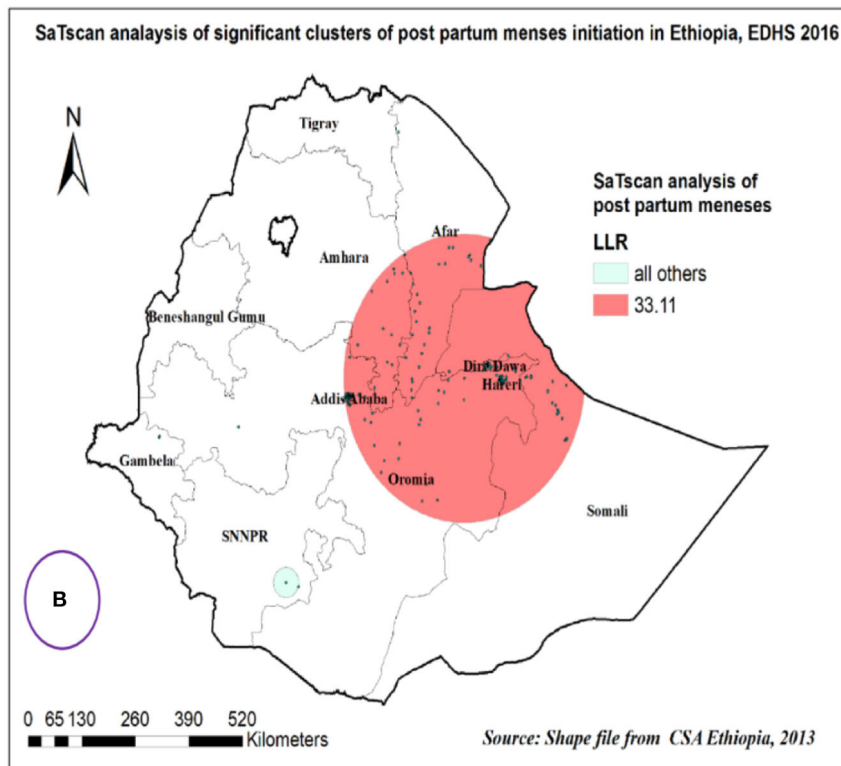 SaTscan analaysis of significant clusters of post partum menses initiation in Ethiopia, EDHS 2016
N
Tigray
Afar
Amhara
Beneshangul Gumu
Dire Dawa
Hareri
Addis Ababa
Gambela
Oromia
Somali
SNNPR
SaTscan analysis of
post partum meneses
LLR
all others
33.11
B
0 65 130 260 390 520
Kilometers
Source: Shape file from CSA Ethiopia, 2013